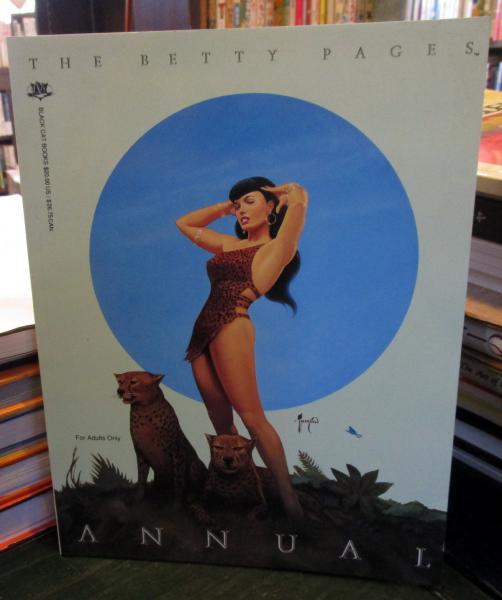 THE BETTY PAGES™
BLACK CAT BOOKS $20.00 US / $26.75 CAN
For Adults Only
ANNUAL